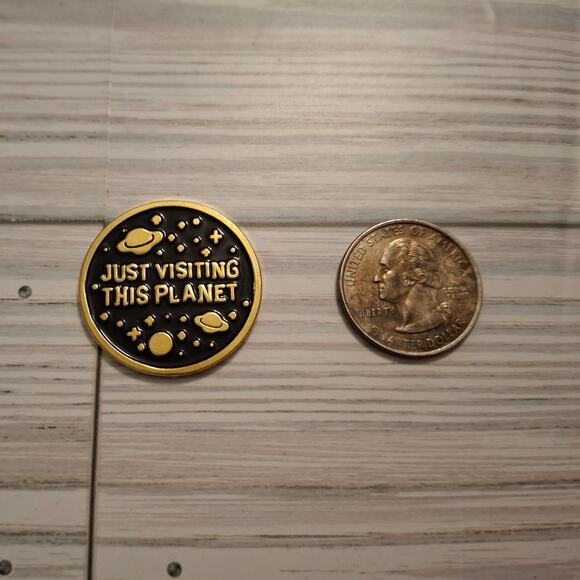 JUST VISITING
THIS PLANET
UNITED STATES OF AMERICA
LIBERTY
QUARTER DOLLAR